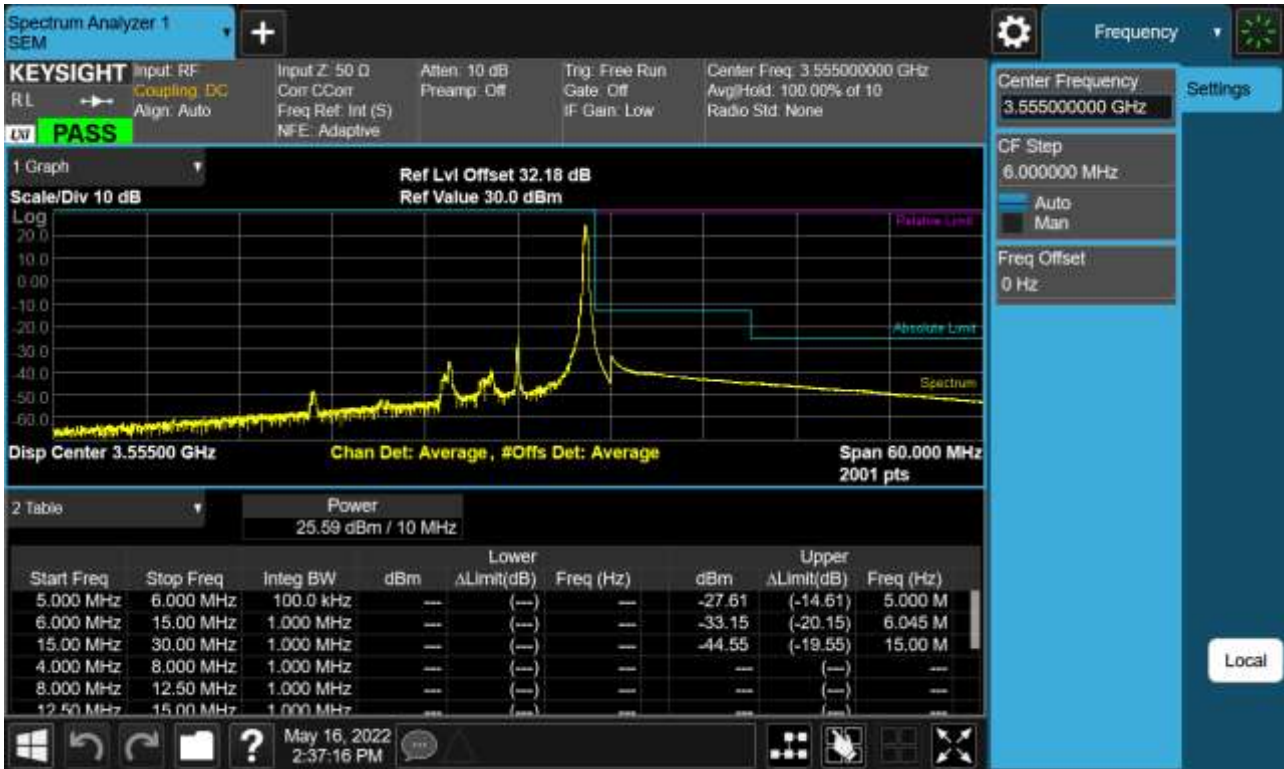 Spectrum Analyzer 1
SEM
+
Frequency
KEYSIGHT
RL
LXI
PASS
Input: RF
Coupling: DC
Align: Auto
Input Z: 50 Ω
Corr CCorr
Freq Ref: Int (S)
NFE: Adaptive
Atten: 10 dB
Preamp: Off
Trig: Free Run
Gate: Off
IF Gain: Low
Center Freq: 3.555000000 GHz
Avg|Hold: 100.00% of 10
Radio Std: None
Center Frequency
3.555000000 GHz
Settings
CF Step
6.000000 MHz
Auto
Man
Freq Offset
0 Hz
1 Graph
Scale/Div 10 dB
Ref Lvl Offset 32.18 dB
Ref Value 30.0 dBm
Log
20.0
10.0
0.00
-10.0
-20.0
-30.0
-40.0
-50.0
-60.0
Relative Limit
Absolute Limit
Spectrum
Disp Center 3.55500 GHz
Chan Det: Average, #Offs Det: Average
Span 60.000 MHz
2001 pts
2 Table
Power
25.59 dBm / 10 MHz
Lower Upper
Start Freq Stop Freq Integ BW dBm ΔLimit(dB) Freq (Hz) dBm ΔLimit(dB) Freq (Hz)
5.000 MHz 6.000 MHz 100.0 kHz --- (---) --- -27.61 (-14.61) 5.000 M
6.000 MHz 15.00 MHz 1.000 MHz --- (---) --- -33.15 (-20.15) 6.045 M
15.00 MHz 30.00 MHz 1.000 MHz --- (---) --- -44.55 (-19.55) 15.00 M
4.000 MHz 8.000 MHz 1.000 MHz --- (---) --- --- (---) ---
8.000 MHz 12.50 MHz 1.000 MHz --- (---) --- --- (---) ---
12.50 MHz 15.00 MHz 1.000 MHz --- (---) --- --- (---) ---
Local
?
May 16, 2022
2:37:16 PM